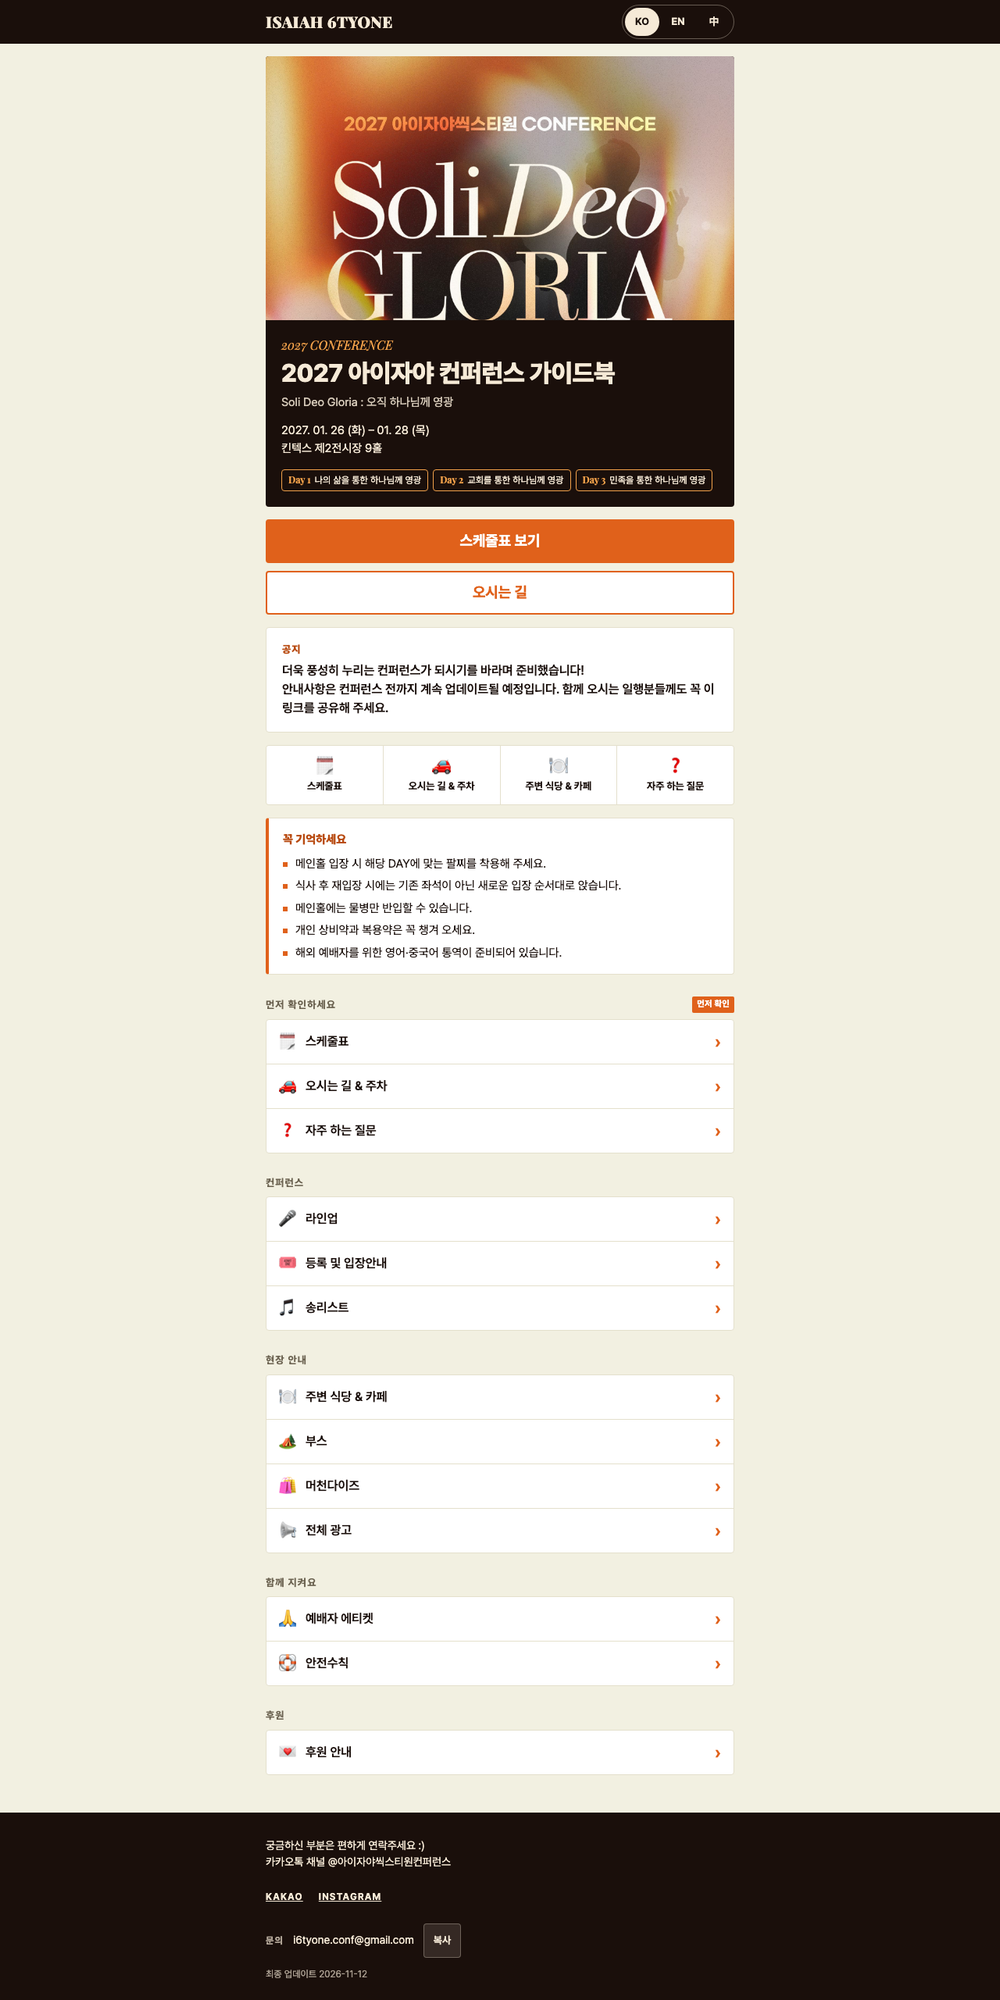 ISAIAH 6TYONE
KO EN 中
2027 아이자야씩스티원 CONFERENCE
Soli Deo
GLORIA
2027 CONFERENCE
2027 아이자야 컨퍼런스 가이드북
Soli Deo Gloria : 오직 하나님께 영광
2027. 01. 26 (화) – 01. 28 (목)
킨텍스 제2전시장 9홀
Day 1 나의 삶을 통한 하나님께 영광
Day 2 교회를 통한 하나님께 영광
Day 3 민족을 통한 하나님께 영광
스케줄표 보기
오시는 길
공지
더욱 풍성히 누리는 컨퍼런스가 되시기를 바라며 준비했습니다!
안내사항은 컨퍼런스 전까지 계속 업데이트될 예정입니다. 함께 오시는 일행분들께도 꼭 이
링크를 공유해 주세요.
스케줄표
오시는 길 & 주차
주변 식당 & 카페
자주 하는 질문
꼭 기억하세요
메인홀 입장 시 해당 DAY에 맞는 팔찌를 착용해 주세요.
식사 후 재입장 시에는 기존 좌석이 아닌 새로운 입장 순서대로 앉습니다.
메인홀에는 물병만 반입할 수 있습니다.
개인 상비약과 복용약은 꼭 챙겨 오세요.
해외 예배자를 위한 영어·중국어 통역이 준비되어 있습니다.
먼저 확인하세요
먼저 확인
스케줄표
오시는 길 & 주차
자주 하는 질문
컨퍼런스
라인업
등록 및 입장안내
송리스트
현장 안내
주변 식당 & 카페
부스
머천다이즈
전체 광고
함께 지켜요
예배자 에티켓
안전수칙
후원
후원 안내
궁금하신 부분은 편하게 연락주세요 :)
카카오톡 채널 @아이자야씩스티원컨퍼런스
KAKAO INSTAGRAM
문의 i6tyone.conf@gmail.com 복사
최종 업데이트 2026-11-12